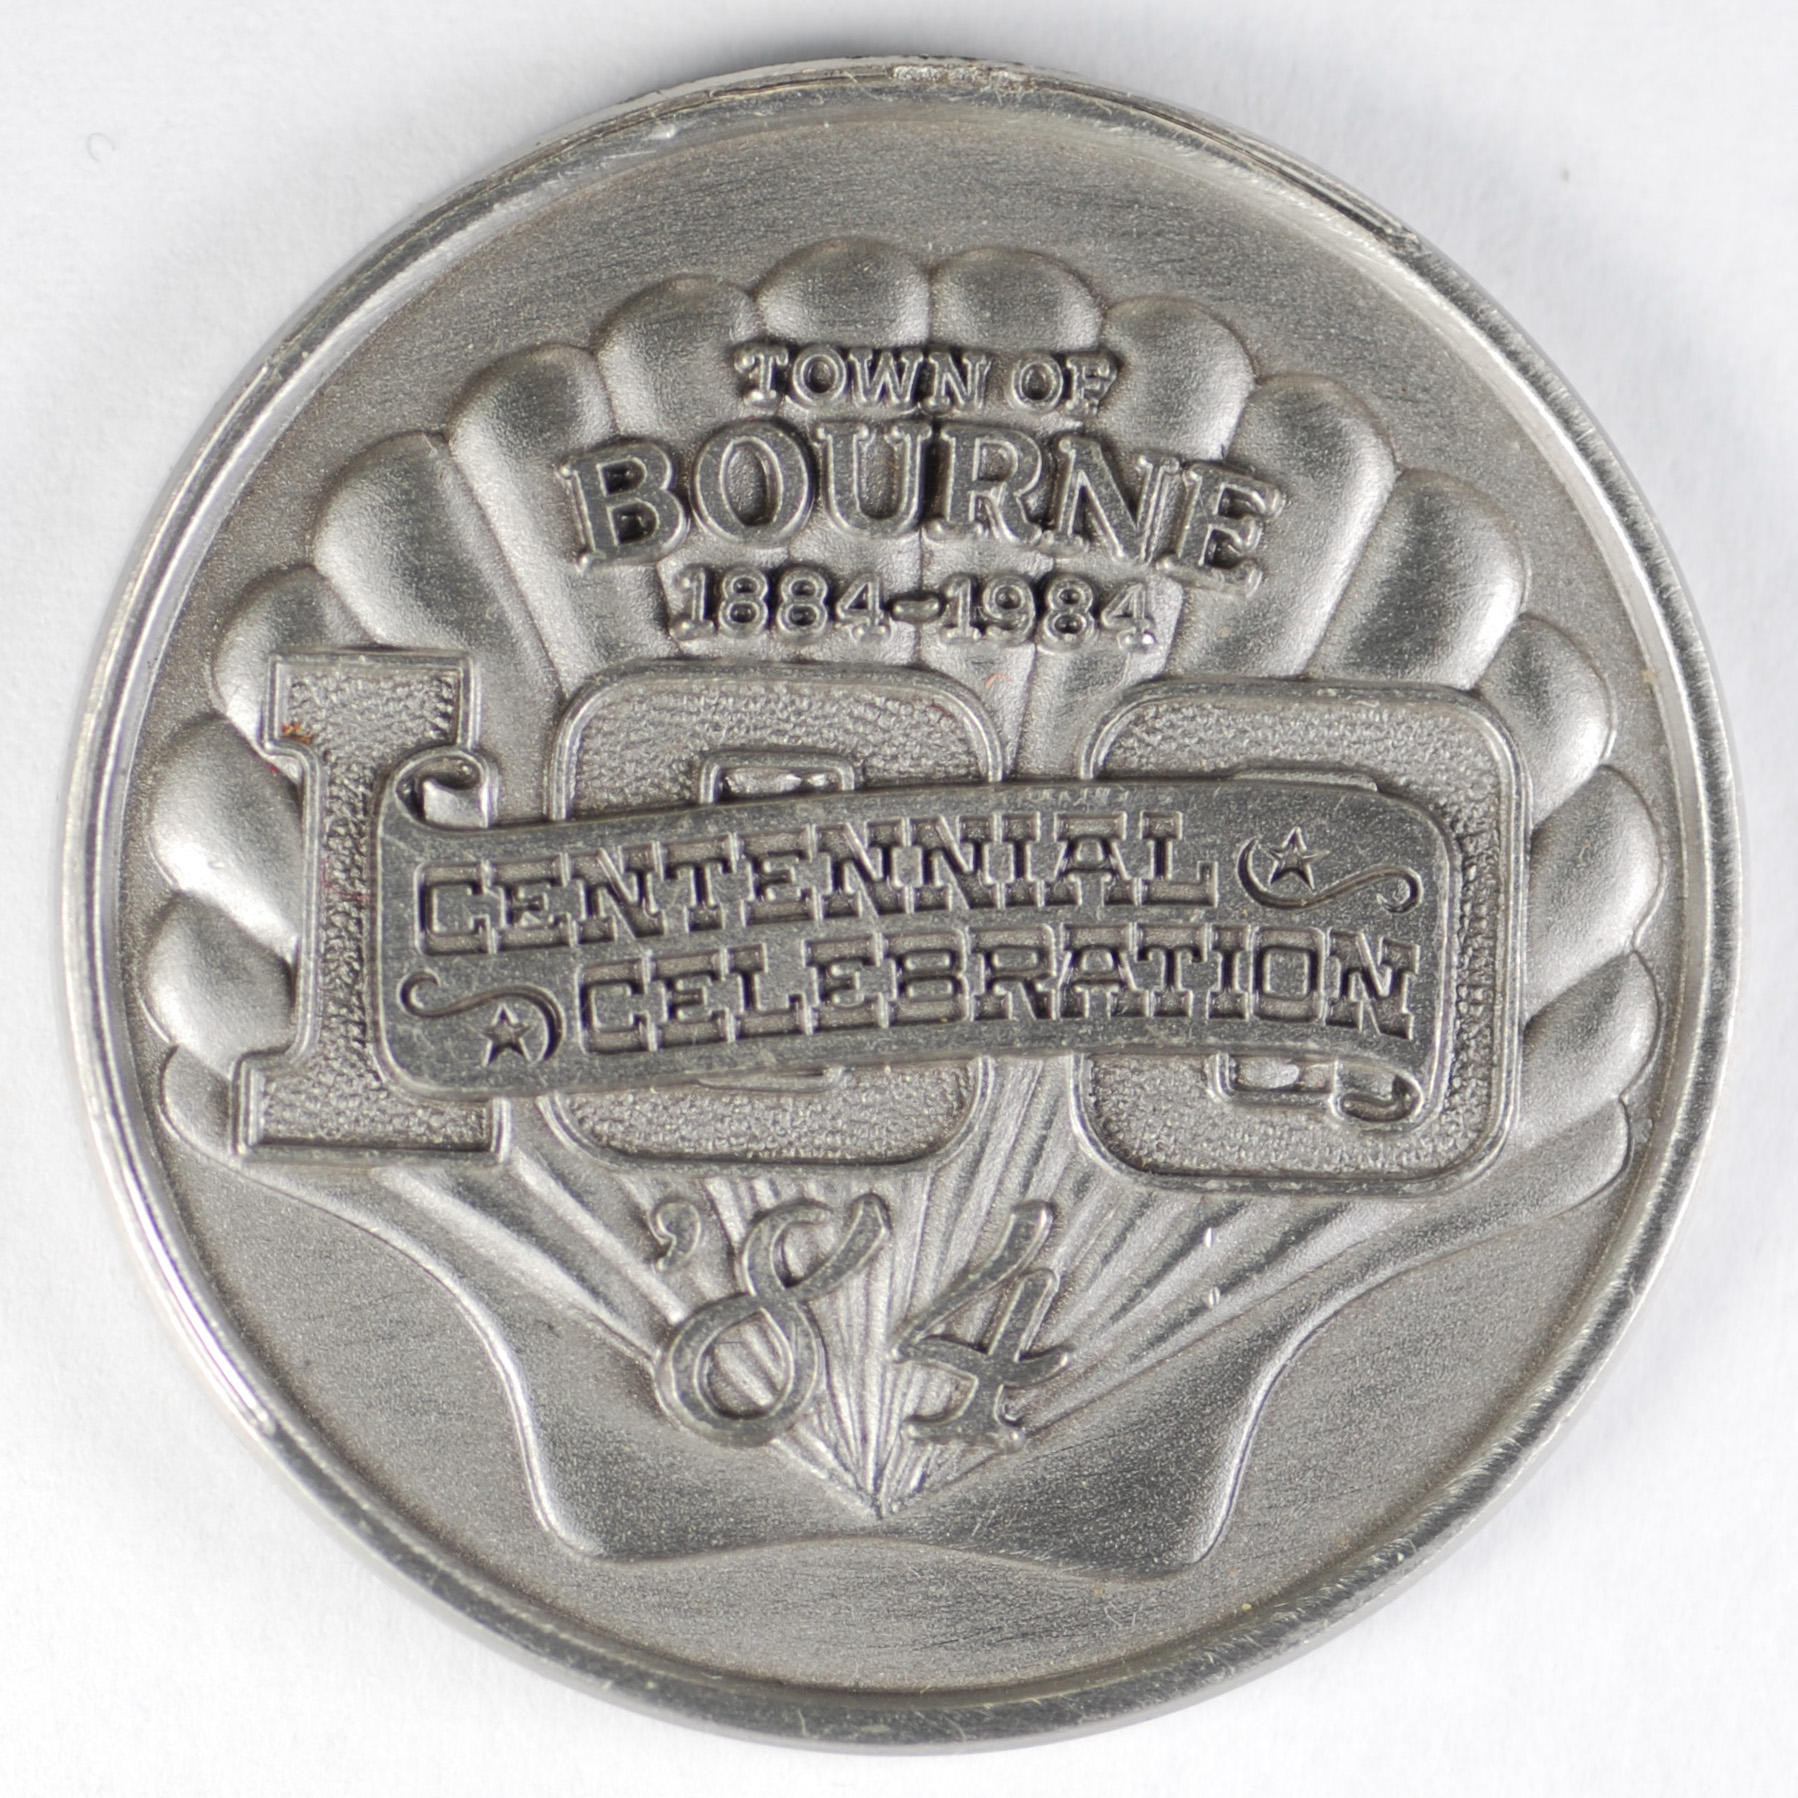 TOWN OF
BOURNE
1884-1984
100
CENTENNIAL
CELEBRATION
'84